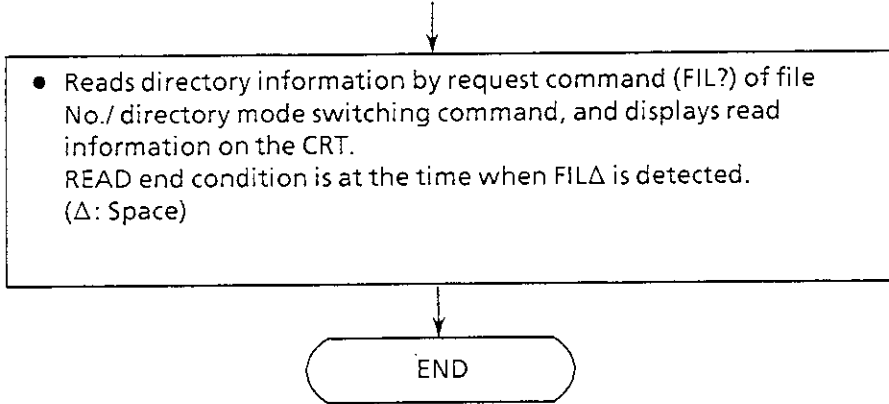 ● Reads directory information by request command (FIL?) of file
No./ directory mode switching command, and displays read
information on the CRT.
READ end condition is at the time when FILΔ is detected.
(Δ: Space)
END